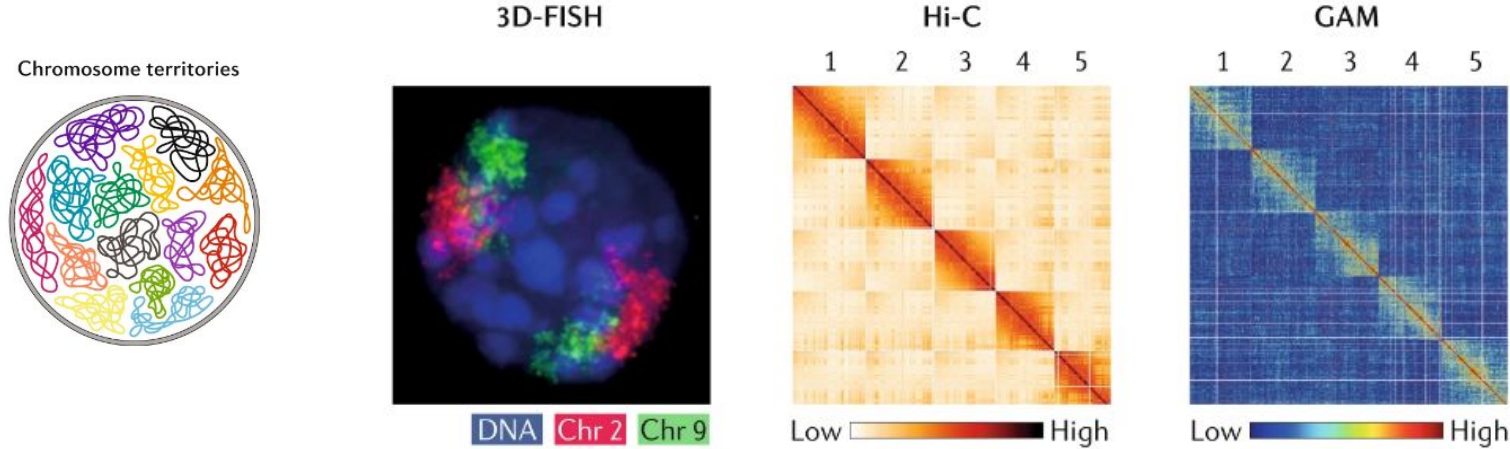 3D-FISH
Hi-C
GAM
Chromosome territories
1 2 3 4 5
1 2 3 4 5
DNA
Chr 2
Chr 9
Low
High
Low
High